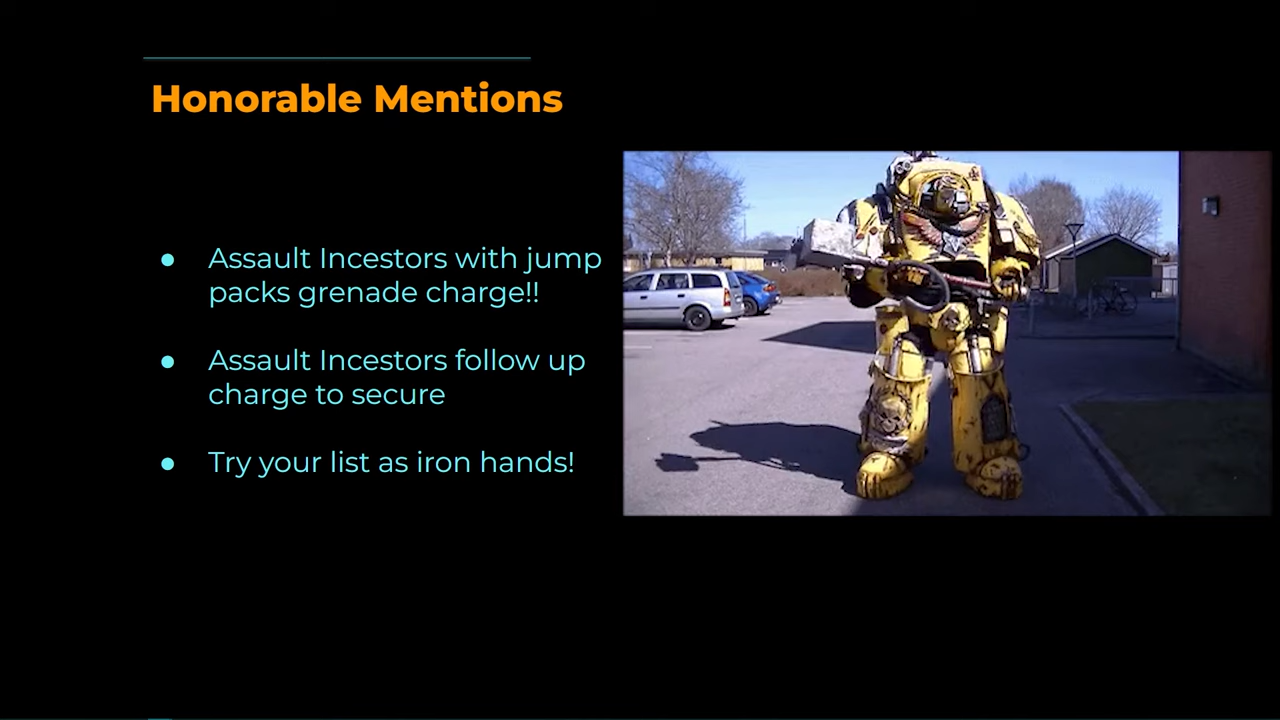 Honorable Mentions
● Assault Incestors with jump
packs grenade charge!!
● Assault Incestors follow up
charge to secure
● Try your list as iron hands!